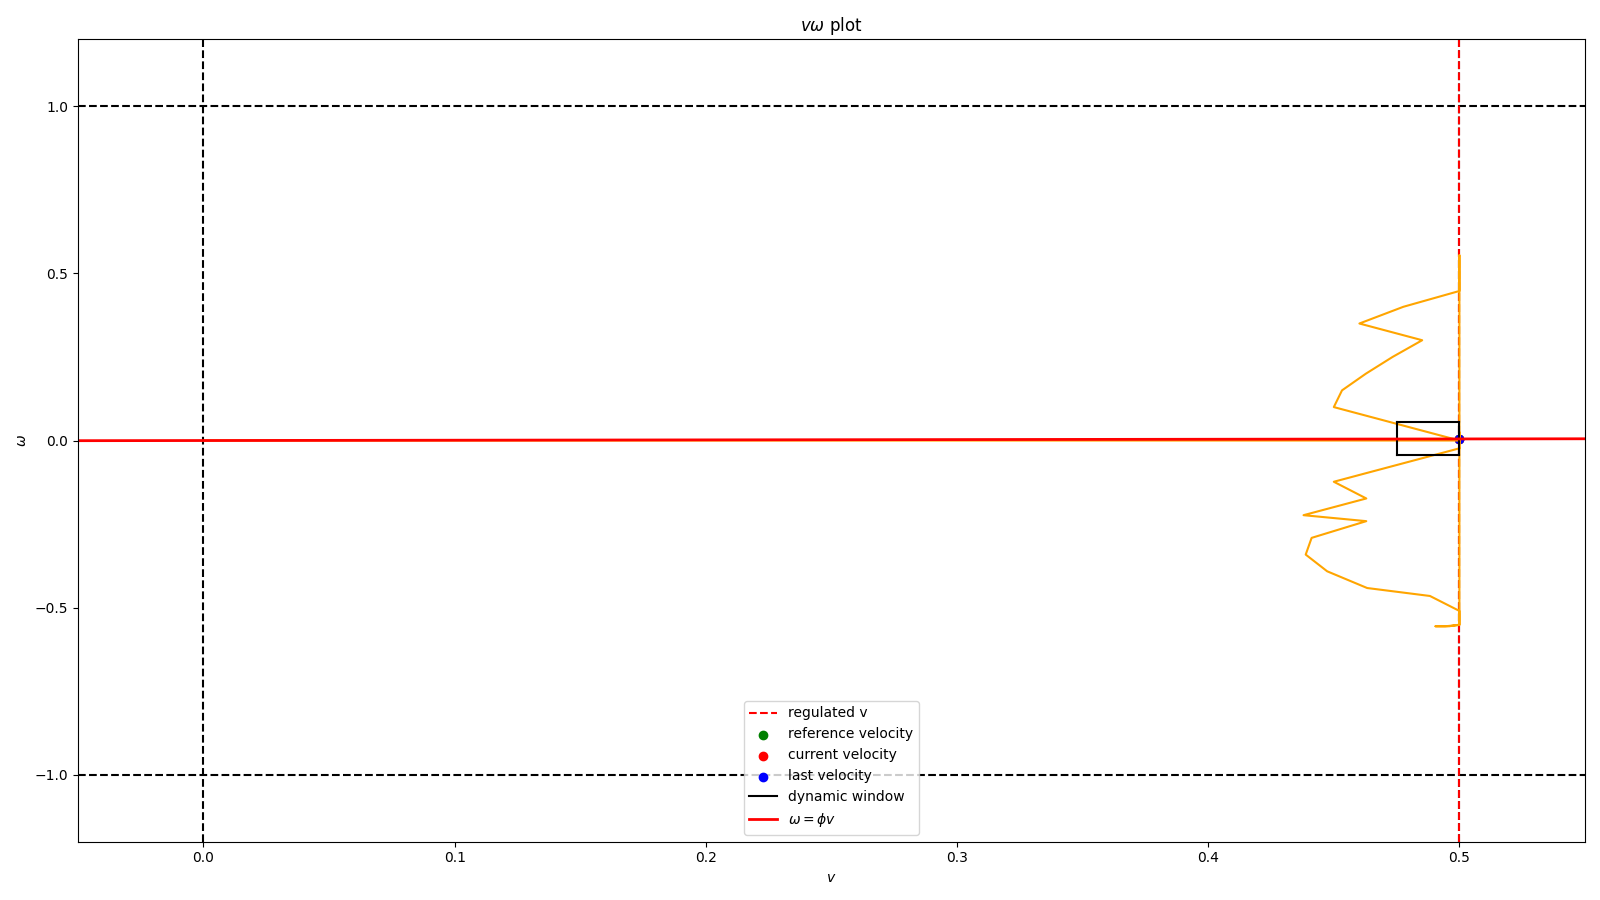 vω plot
1.0
0.5
0.0
−0.5
−1.0
ω
0.0 0.1 0.2 0.3 0.4 0.5
v
regulated v
reference velocity
current velocity
last velocity
dynamic window
ω = ϕv